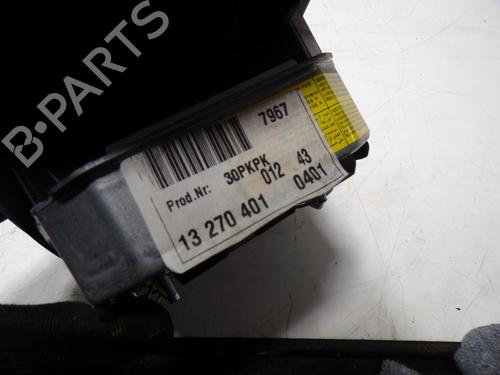 B-PARTS
7967
Prod.Nr: 30PKPK
012 43
13 270 401 0401